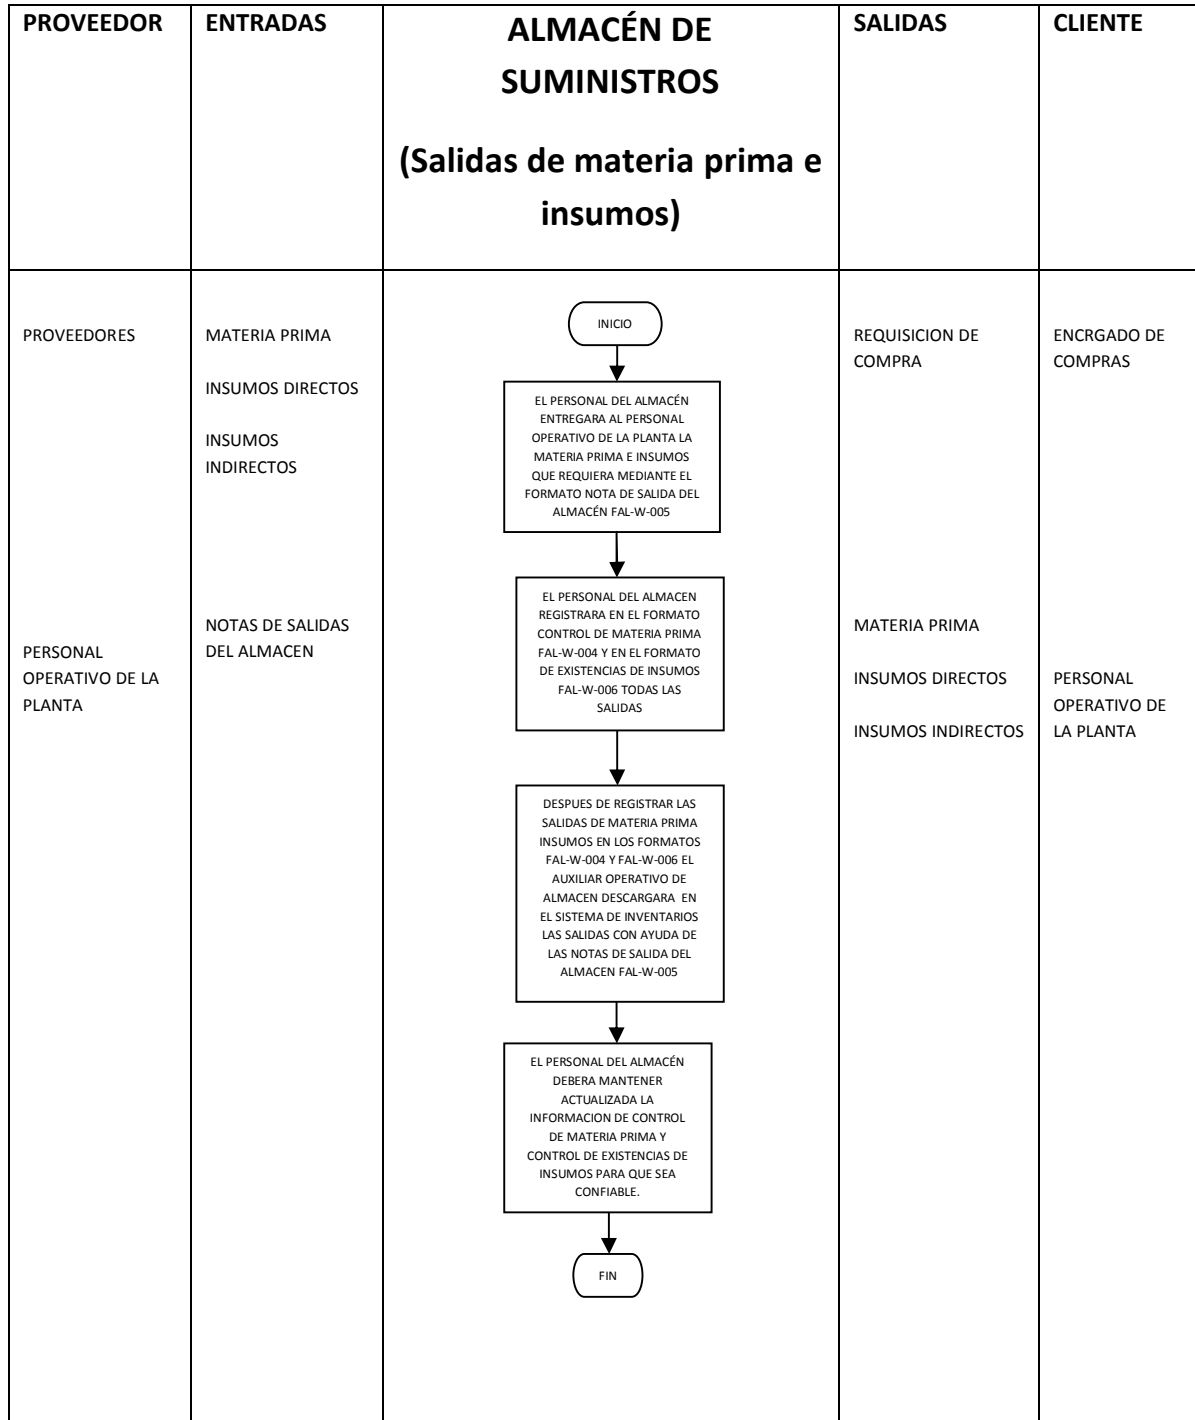 PROVEEDOR
ENTRADAS
ALMACÉN DE
SUMINISTROS
(Salidas de materia prima e
insumos)
SALIDAS
CLIENTE
PROVEEDORES
PERSONAL
OPERATIVO DE LA
PLANTA
MATERIA PRIMA
INSUMOS DIRECTOS
INSUMOS
INDIRECTOS
NOTAS DE SALIDAS
DEL ALMACEN
INICIO
EL PERSONAL DEL ALMACÉN
ENTREGARA AL PERSONAL
OPERATIVO DE LA PLANTA LA
MATERIA PRIMA E INSUMOS
QUE REQUIERA MEDIANTE EL
FORMATO NOTA DE SALIDA DEL
ALMACÉN FAL-W-005
EL PERSONAL DEL ALMACEN
REGISTRARA EN EL FORMATO
CONTROL DE MATERIA PRIMA
FAL-W-004 Y EN EL FORMATO
DE EXISTENCIAS DE INSUMOS
FAL-W-006 TODAS LAS
SALIDAS
DESPUES DE REGISTRAR LAS
SALIDAS DE MATERIA PRIMA
INSUMOS EN LOS FORMATOS
FAL-W-004 Y FAL-W-006 EL
AUXILIAR OPERATIVO DE
ALMACEN DESCARGARA EN
EL SISTEMA DE INVENTARIOS
LAS SALIDAS CON AYUDA DE
LAS NOTAS DE SALIDA DEL
ALMACEN FAL-W-005
EL PERSONAL DEL ALMACÉN
DEBERA MANTENER
ACTUALIZADA LA
INFORMACION DE CONTROL
DE MATERIA PRIMA Y
CONTROL DE EXISTENCIAS DE
INSUMOS PARA QUE SEA
CONFIABLE.
FIN
REQUISICION DE
COMPRA
MATERIA PRIMA
INSUMOS DIRECTOS
INSUMOS INDIRECTOS
ENCRGADO DE
COMPRAS
PERSONAL
OPERATIVO DE
LA PLANTA